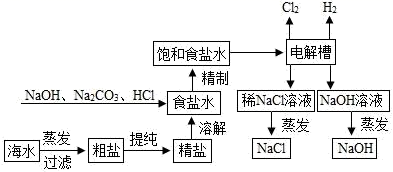 Cl₂ H₂
饱和食盐水 电解槽
精制
NaOH、Na₂CO₃、HCl 食盐水 稀NaCl溶液 NaOH溶液
溶解 蒸发 蒸发
海水 蒸发 过滤 粗盐 提纯 精盐 NaCl NaOH